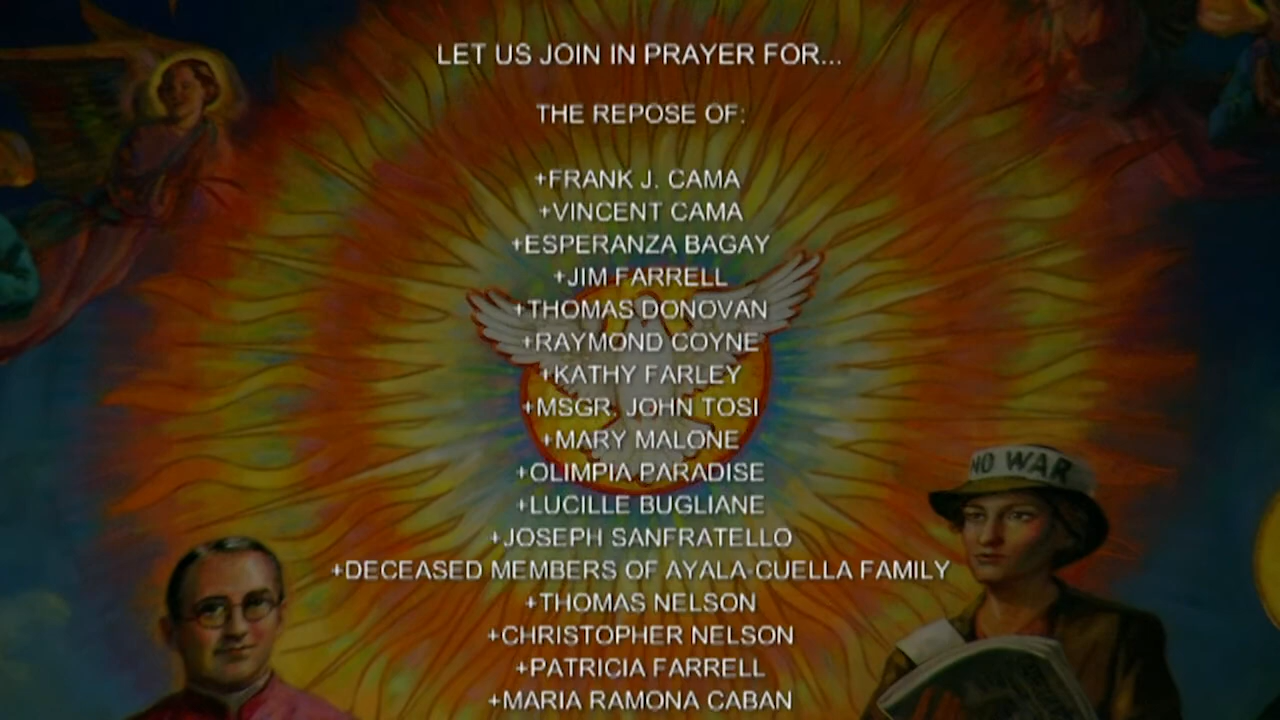 LET US JOIN IN PRAYER FOR...
THE REPOSE OF:
+FRANK J. CAMA
+VINCENT CAMA
+ESPERANZA BAGAY
+JIM FARRELL
+THOMAS DONOVAN
+RAYMOND COYNE
+KATHY FARLEY
+MSGR. JOHN TOSI
+MARY MALONE
+OLIMPIA PARADISE
+LUCILLE BUGLIANE
+JOSEPH SANFRATELLO
+DECEASED MEMBERS OF AYALA-CUELLA FAMILY
+THOMAS NELSON
+CHRISTOPHER NELSON
+PATRICIA FARRELL
+MARIA RAMONA CABAN
NO WAR